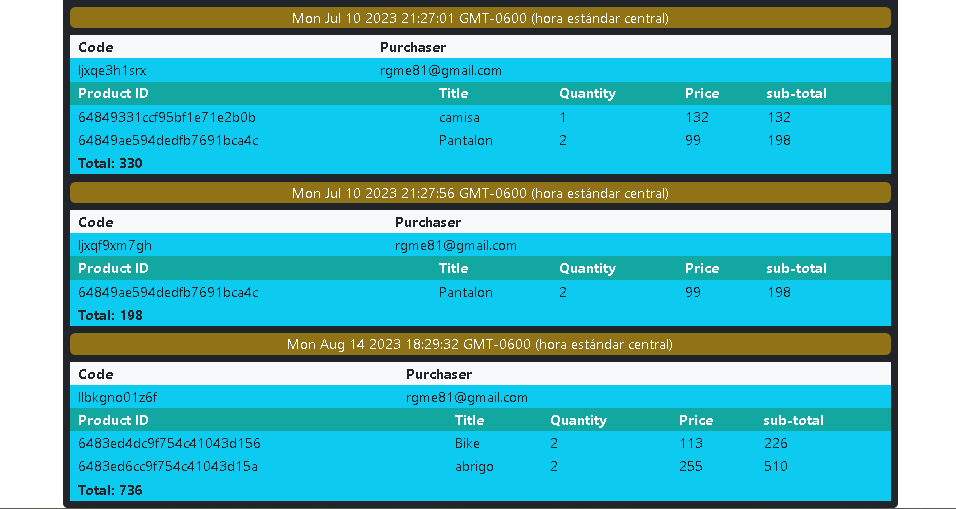 Mon Jul 10 2023 21:27:01 GMT-0600 (hora estándar central)
Code Purchaser
ljxqe3h1srx rgme81@gmail.com
Product ID Title Quantity Price sub-total
64849331ccf95bf1e71e2b0b camisa 1 132 132
64849ae594dedfb7691bca4c Pantalon 2 99 198
Total: 330
Mon Jul 10 2023 21:27:56 GMT-0600 (hora estándar central)
Code Purchaser
ljxqf9xm7gh rgme81@gmail.com
Product ID Title Quantity Price sub-total
64849ae594dedfb7691bca4c Pantalon 2 99 198
Total: 198
Mon Aug 14 2023 18:29:32 GMT-0600 (hora estándar central)
Code Purchaser
llbkgno01z6f rgme81@gmail.com
Product ID Title Quantity Price sub-total
6483ed4dc9f754c41043d156 Bike 2 113 226
6483ed6cc9f754c41043d15a abrigo 2 255 510
Total: 736